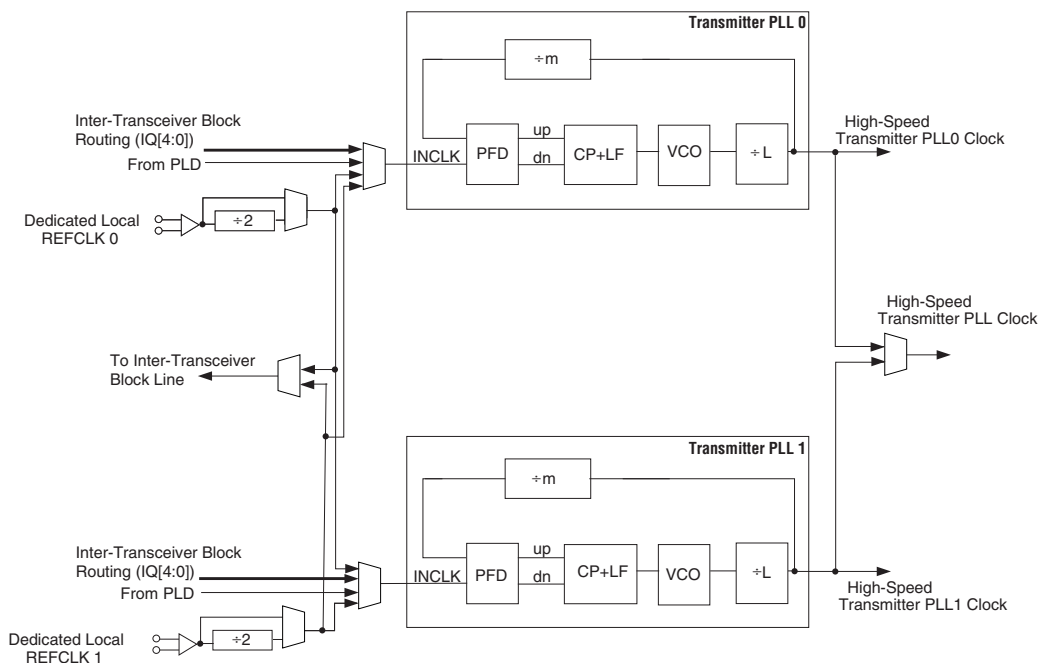 Transmitter PLL 0
÷m
Inter-Transceiver Block
Routing (IQ[4:0])
From PLD
INCLK
PFD
up
dn
CP+LF
VCO
÷L
High-Speed
Transmitter PLL0 Clock
Dedicated Local
REFCLK 0
÷2
High-Speed
Transmitter PLL Clock
To Inter-Transceiver
Block Line
Transmitter PLL 1
÷m
Inter-Transceiver Block
Routing (IQ[4:0])
From PLD
INCLK
PFD
up
dn
CP+LF
VCO
÷L
High-Speed
Transmitter PLL1 Clock
Dedicated Local
REFCLK 1
÷2